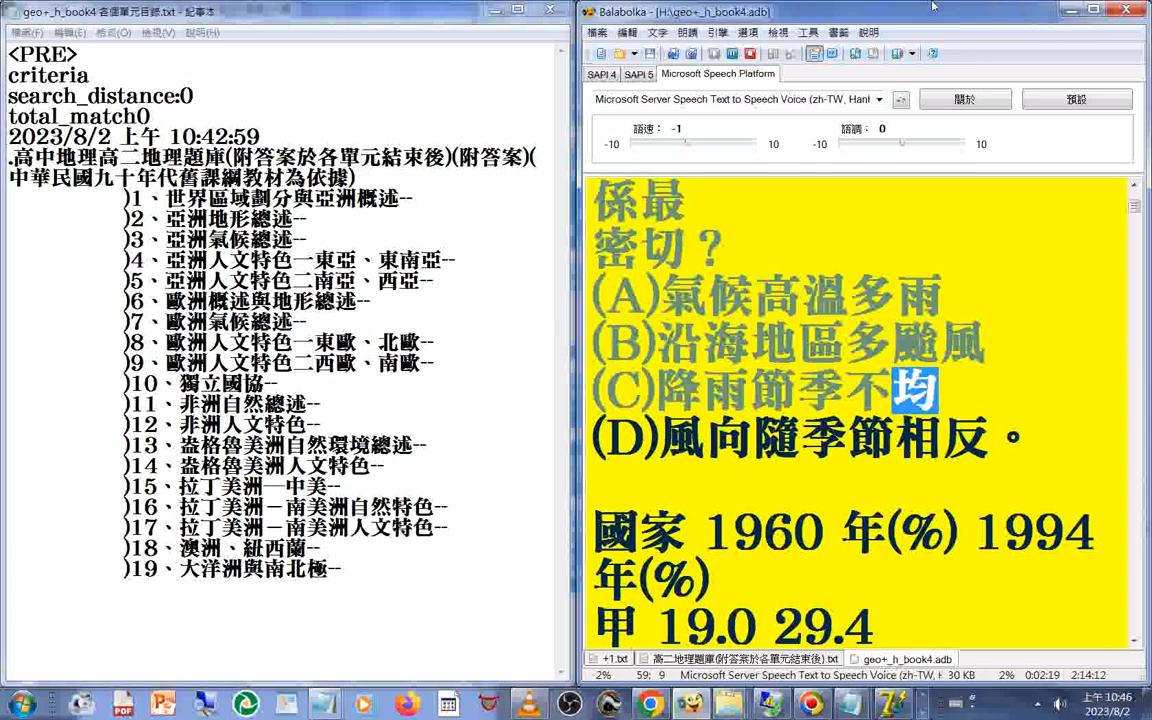 geo+_h_book4 各個單元目錄.txt - 記事本
檔案(F) 編輯(E) 格式(O) 檢視(V) 說明(H)
<PRE>
criteria
search_distance:0
total_match0
2023/8/2 上午 10:42:59
.高中地理高二地理題庫(附答案於各單元結束後)(附答案)(
中華民國九十年代舊課綱教材為依據)
)1、世界區域劃分與亞洲概述--
)2、亞洲地形總述--
)3、亞洲氣候總述--
)4、亞洲人文特色一東亞、東南亞--
)5、亞洲人文特色二南亞、西亞--
)6、歐洲概述與地形總述--
)7、歐洲氣候總述--
)8、歐洲人文特色一東歐、北歐--
)9、歐洲人文特色二西歐、南歐--
)10、獨立國協--
)11、非洲自然總述--
)12、非洲人文特色--
)13、盎格魯美洲自然環境總述--
)14、盎格魯美洲人文特色--
)15、拉丁美洲─中美--
)16、拉丁美洲－南美洲自然特色--
)17、拉丁美洲－南美洲人文特色--
)18、澳洲、紐西蘭--
)19、大洋洲與南北極--
Balabolka - [H:\geo+_h_book4.adb]
檔案 編輯 文字 朗讀 引擎 選項 檢視 工具 書籤 說明
SAPI 4 SAPI 5 Microsoft Speech Platform
Microsoft Server Speech Text to Speech Voice (zh-TW, Hanl 關於 預設
語速： -1 語調： 0
-10 10 -10 10
係最
密切？
(A)氣候高溫多雨
(B)沿海地區多颱風
(C)降雨節季不均
(D)風向隨季節相反。
國家 1960 年(%) 1994
年(%)
甲 19.0 29.4
+1.txt 高二地理題庫(附答案於各單元結束後).txt geo+_h_book4.adb
2% 59; 9 Microsoft Server Speech Text to Speech Voice (zh-TW, H 30 KB 2% 0:02:19 2:14:12
上午 10:46
2023/8/2